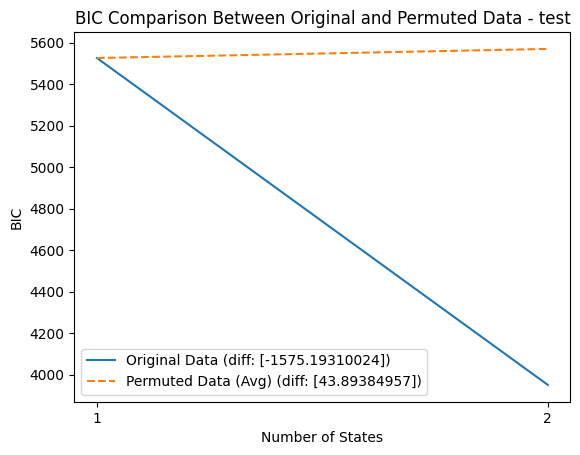 BIC Comparison Between Original and Permuted Data - test
5600
5400
5200
5000
4800
4600
4400
4200
4000
BIC
Original Data (diff: [-1575.19310024])
Permuted Data (Avg) (diff: [43.89384957])
1
2
Number of States